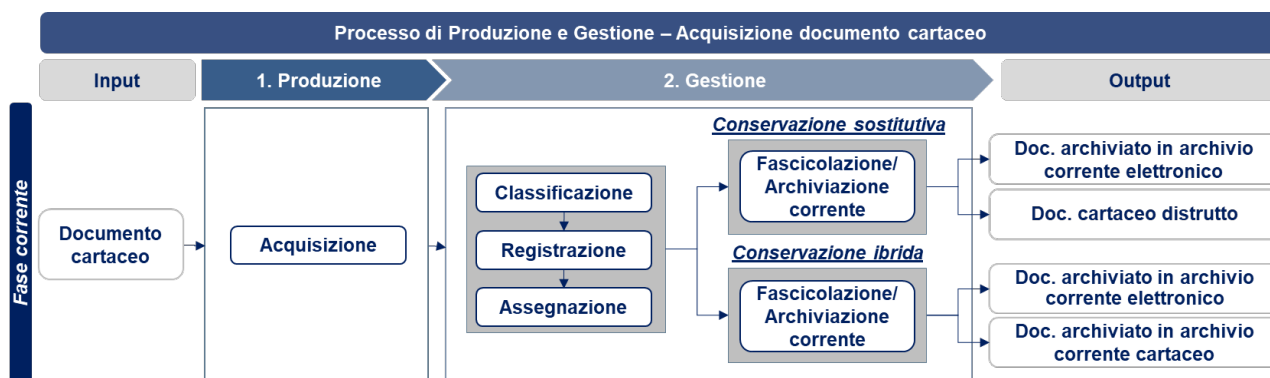 Processo di Produzione e Gestione – Acquisizione documento cartaceo
Input
1. Produzione
2. Gestione
Output
Fase corrente
Documento
cartaceo
Acquisizione
Classificazione
Registrazione
Assegnazione
Conservazione sostitutiva
Fascicolazione/
Archiviazione
corrente
Conservazione ibrida
Fascicolazione/
Archiviazione
corrente
Doc. archiviato in archivio
corrente elettronico
Doc. cartaceo distrutto
Doc. archiviato in archivio
corrente elettronico
Doc. archiviato in archivio
corrente cartaceo